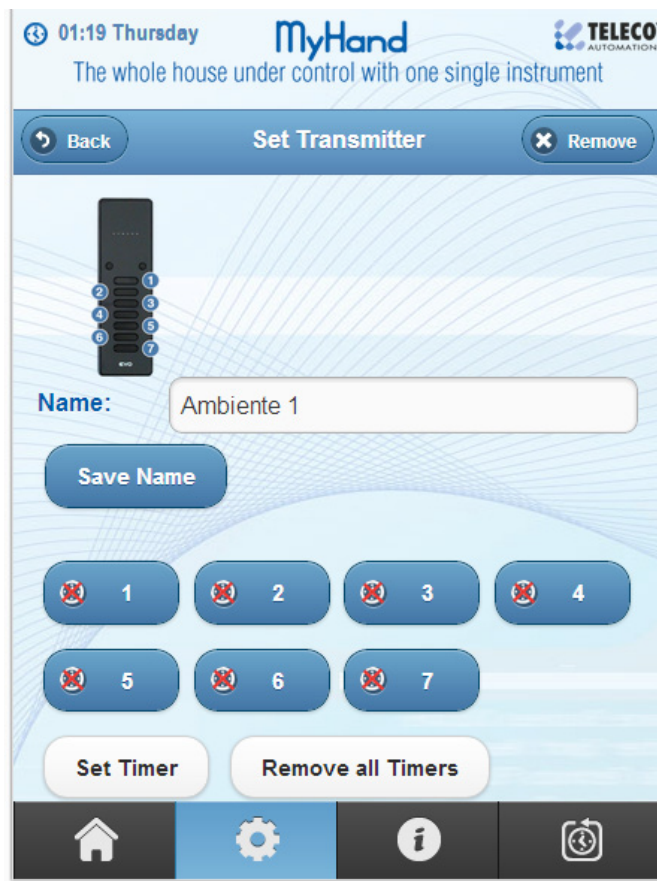 01:19 Thursday
MyHand
TELECO
AUTOMATION
The whole house under control with one single instrument
Back
Set Transmitter
Remove
1
2
3
4
5
6
7
EVO
Name:
Ambiente 1
Save Name
1 2 3 4
5 6 7
Set Timer
Remove all Timers
i